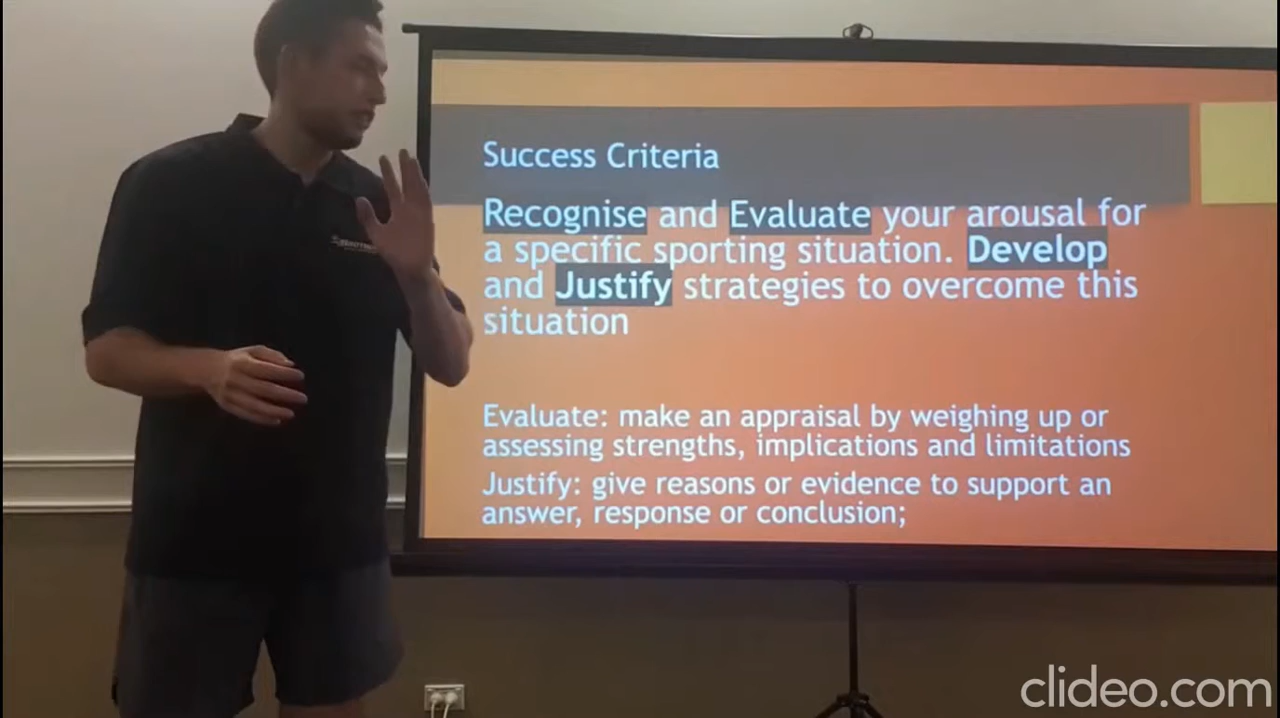 Success Criteria
Recognise and Evaluate your arousal for
a specific sporting situation. Develop
and Justify strategies to overcome this
situation
Evaluate: make an appraisal by weighing up or
assessing strengths, implications and limitations
Justify: give reasons or evidence to support an
answer, response or conclusion;
clideo.com